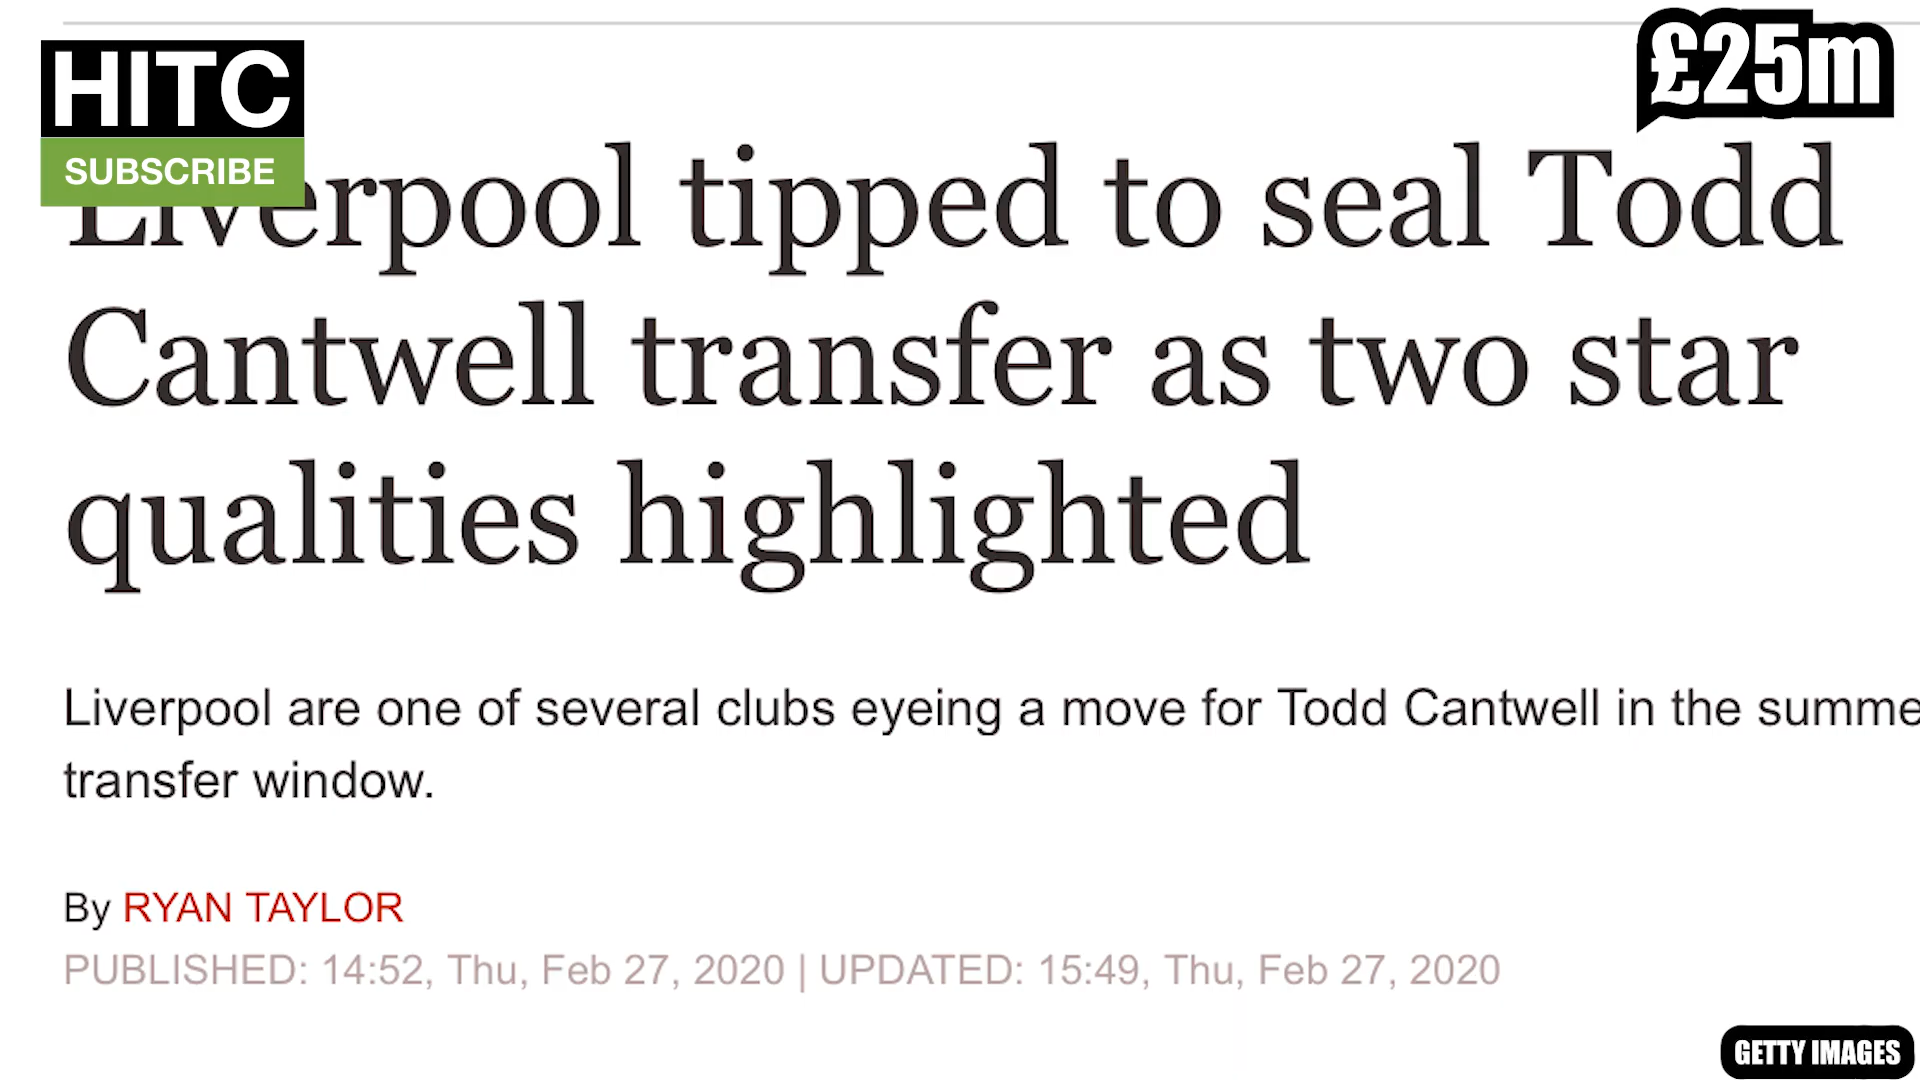 HITC
SUBSCRIBE
£25m
Liverpool tipped to seal Todd
Cantwell transfer as two star
qualities highlighted
Liverpool are one of several clubs eyeing a move for Todd Cantwell in the summe
transfer window.
By RYAN TAYLOR
PUBLISHED: 14:52, Thu, Feb 27, 2020 | UPDATED: 15:49, Thu, Feb 27, 2020
GETTY IMAGES